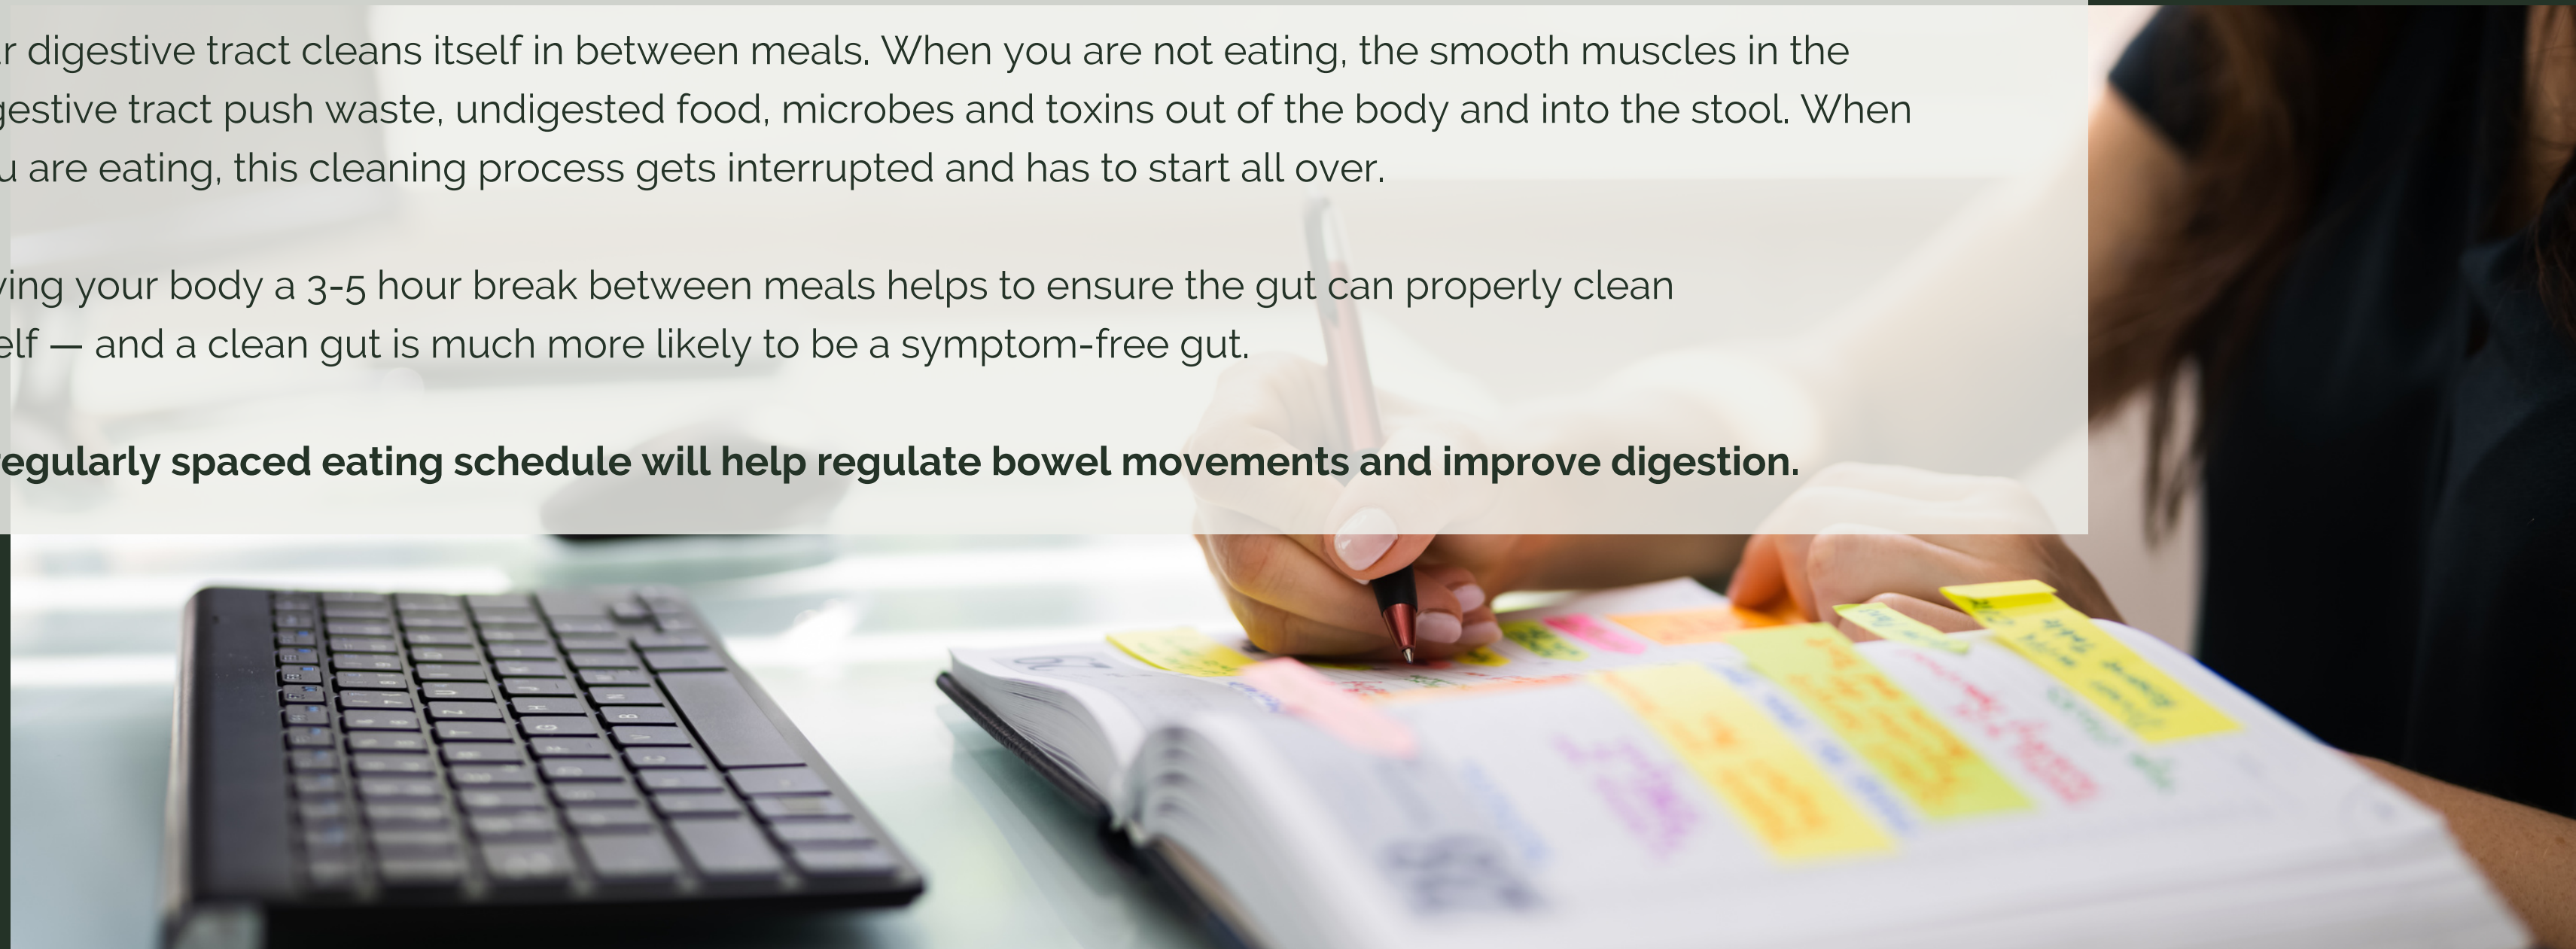 r digestive tract cleans itself in between meals. When you are not eating, the smooth muscles in the
gestive tract push waste, undigested food, microbes and toxins out of the body and into the stool. When
u are eating, this cleaning process gets interrupted and has to start all over.
ving your body a 3-5 hour break between meals helps to ensure the gut can properly clean
elf — and a clean gut is much more likely to be a symptom-free gut.
regularly spaced eating schedule will help regulate bowel movements and improve digestion.